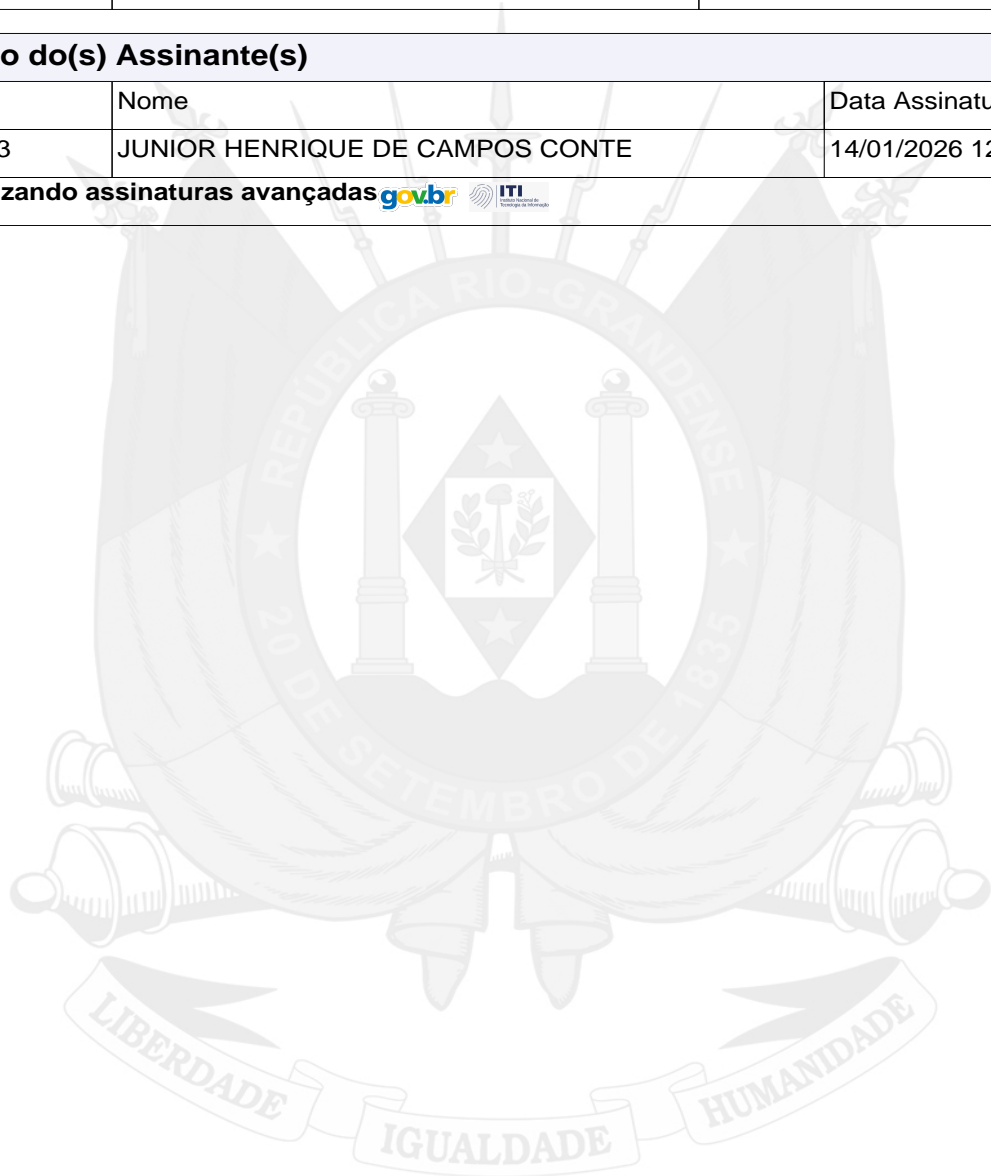 o do(s) Assinante(s)
Nome Data Assinatu
3 JUNIOR HENRIQUE DE CAMPOS CONTE 14/01/2026 12
zando assinaturas avançadas gov.br ITI
REPÚBLICA RIO-GRANDENSE
20 DE SETEMBRO DE 1835
LIBERDADE IGUALDADE HUMANIDADE